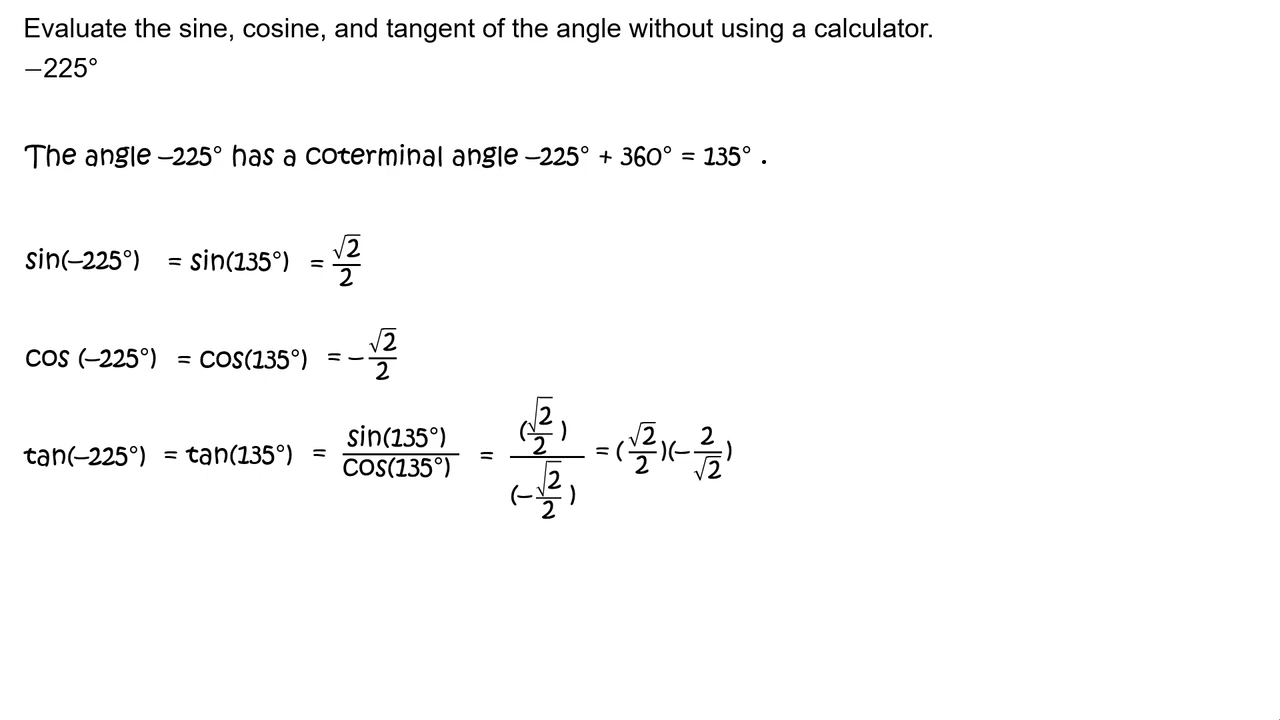 Evaluate the sine, cosine, and tangent of the angle without using a calculator.
−225°
The angle −225° has a coterminal angle −225° + 360° = 135° .
sin(−225°) = sin(135°) = √2/2
cos (−225°) = cos(135°) = −√2/2
tan(−225°) = tan(135°) = sin(135°)/cos(135°) = (√2/2)/(−√2/2) = (√2/2)(−2/√2)